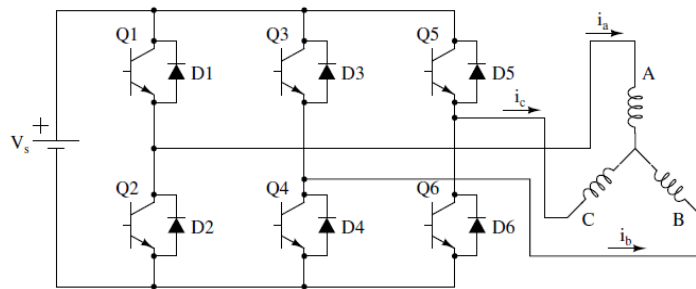 i_a
Q1 Q3 Q5
D1 D3 D5
A
i_c
+
V_s
Q2 Q4 Q6
C B
D2 D4 D6
i_b